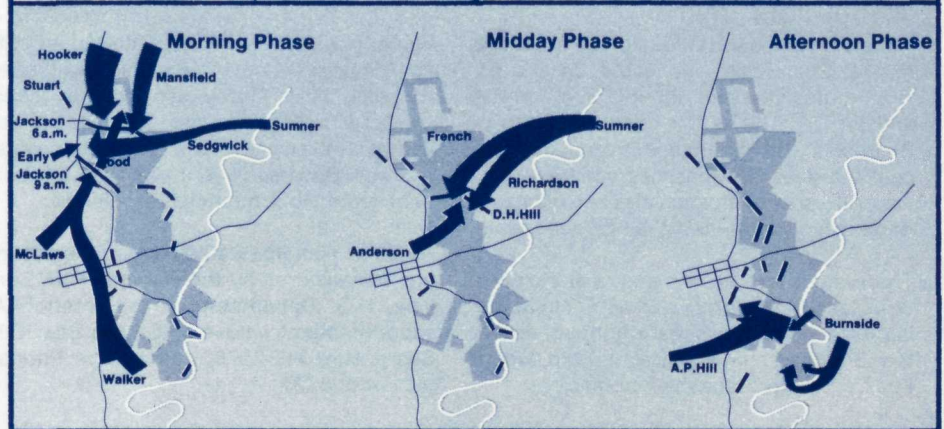 Morning Phase
Hooker
Mansfield
Stuart
Jackson
6 a.m.
Sumner
Early
Sedgwick
Jackson
9 a.m.
McLaws
Walker
Midday Phase
Sumner
French
Richardson
D.H.Hill
Anderson
Afternoon Phase
Burnside
A.P.Hill